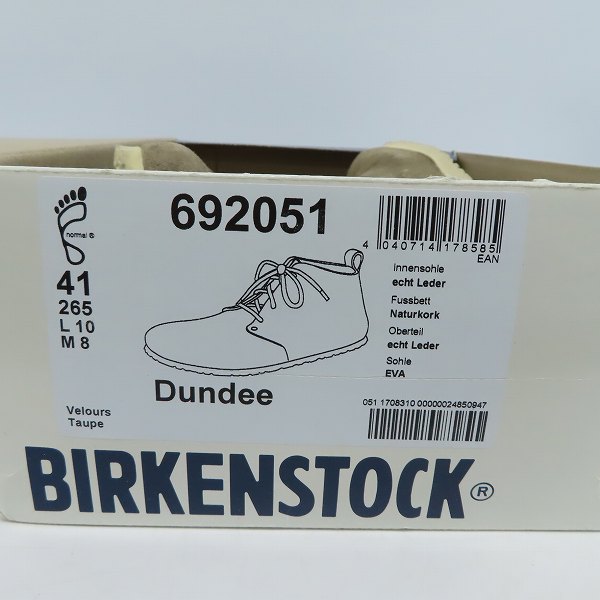 692051
normal ®
41
265
L 10
M 8
4 040714 178585
EAN
Innensohle
echt Leder
Fussbett
Naturkork
Oberteil
echt Leder
Sohle
EVA
Dundee
Velours
Taupe
051 1708310 00000024850947
BIRKENSTOCK®